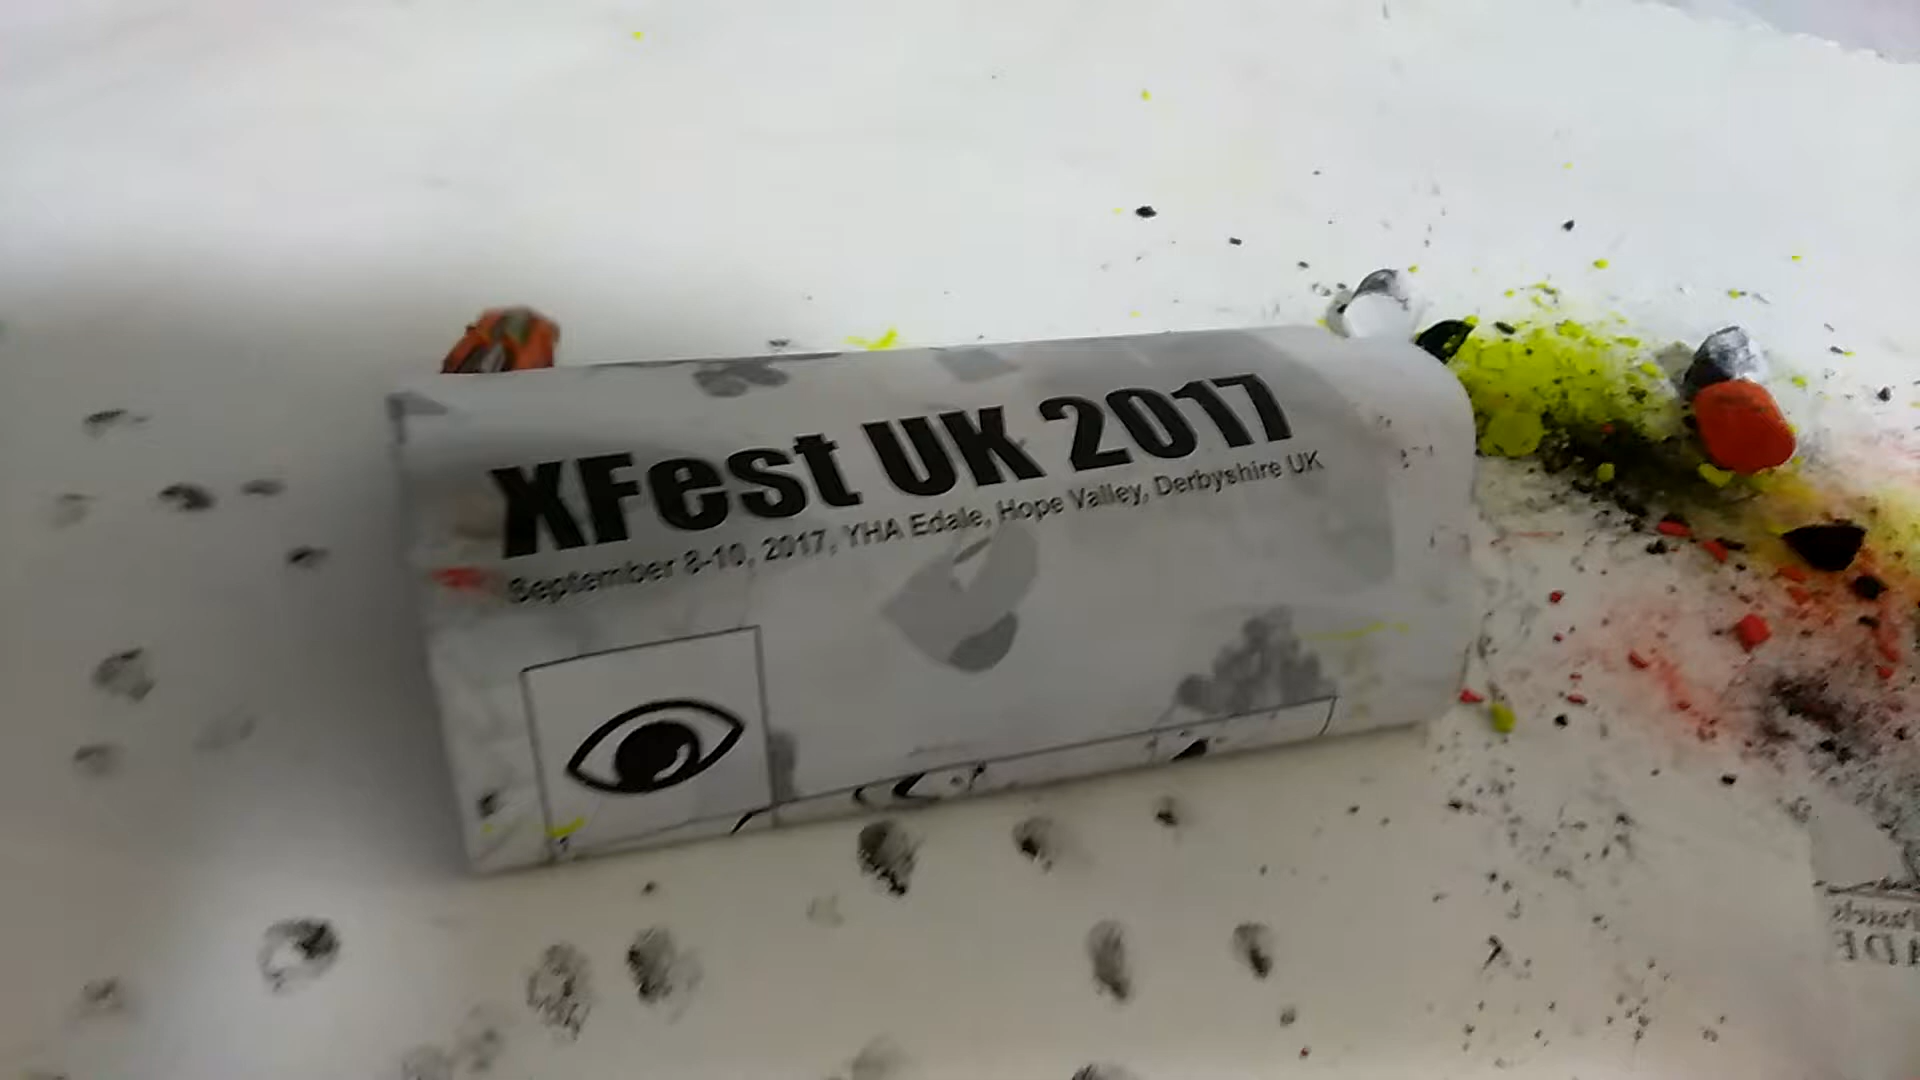 XFest UK 2017
September 8-10, 2017, YHA Edale, Hope Valley, Derbyshire UK